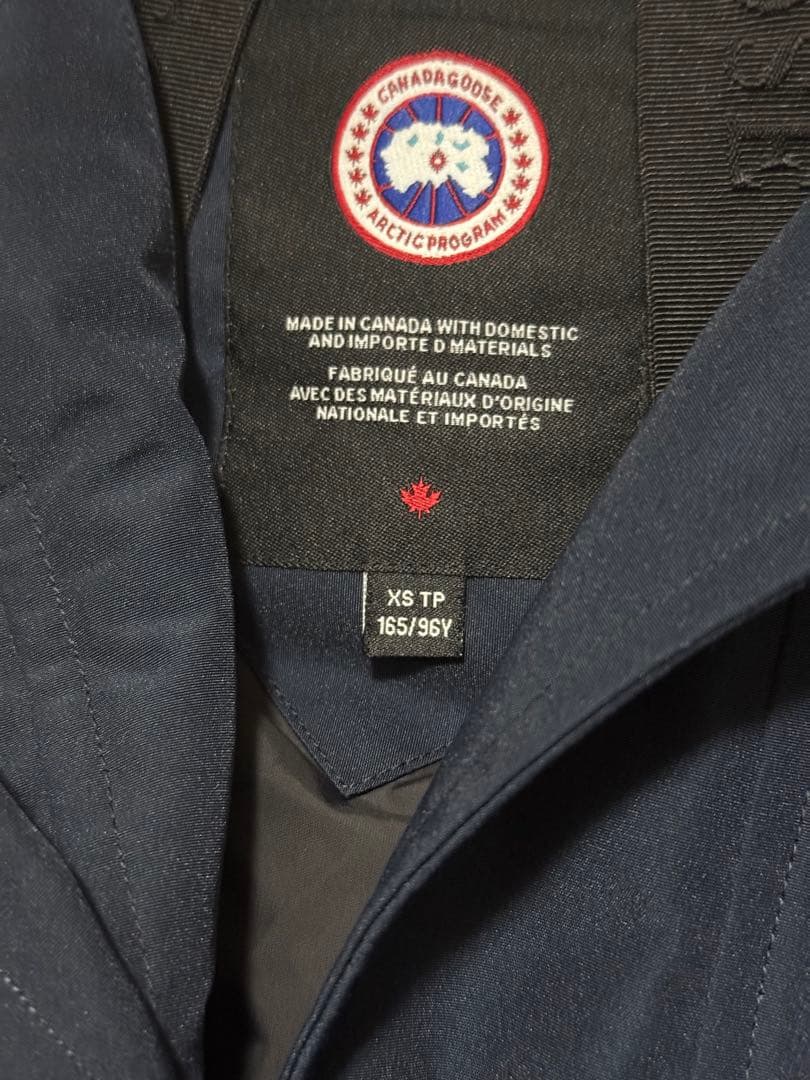 CANADA GOOSE
ARCTIC PROGRAM
MADE IN CANADA WITH DOMESTIC
AND IMPORTED MATERIALS
FABRIQUÉ AU CANADA
AVEC DES MATÉRIAUX D'ORIGINE
NATIONALE ET IMPORTÉS
XS TP
165/96Y